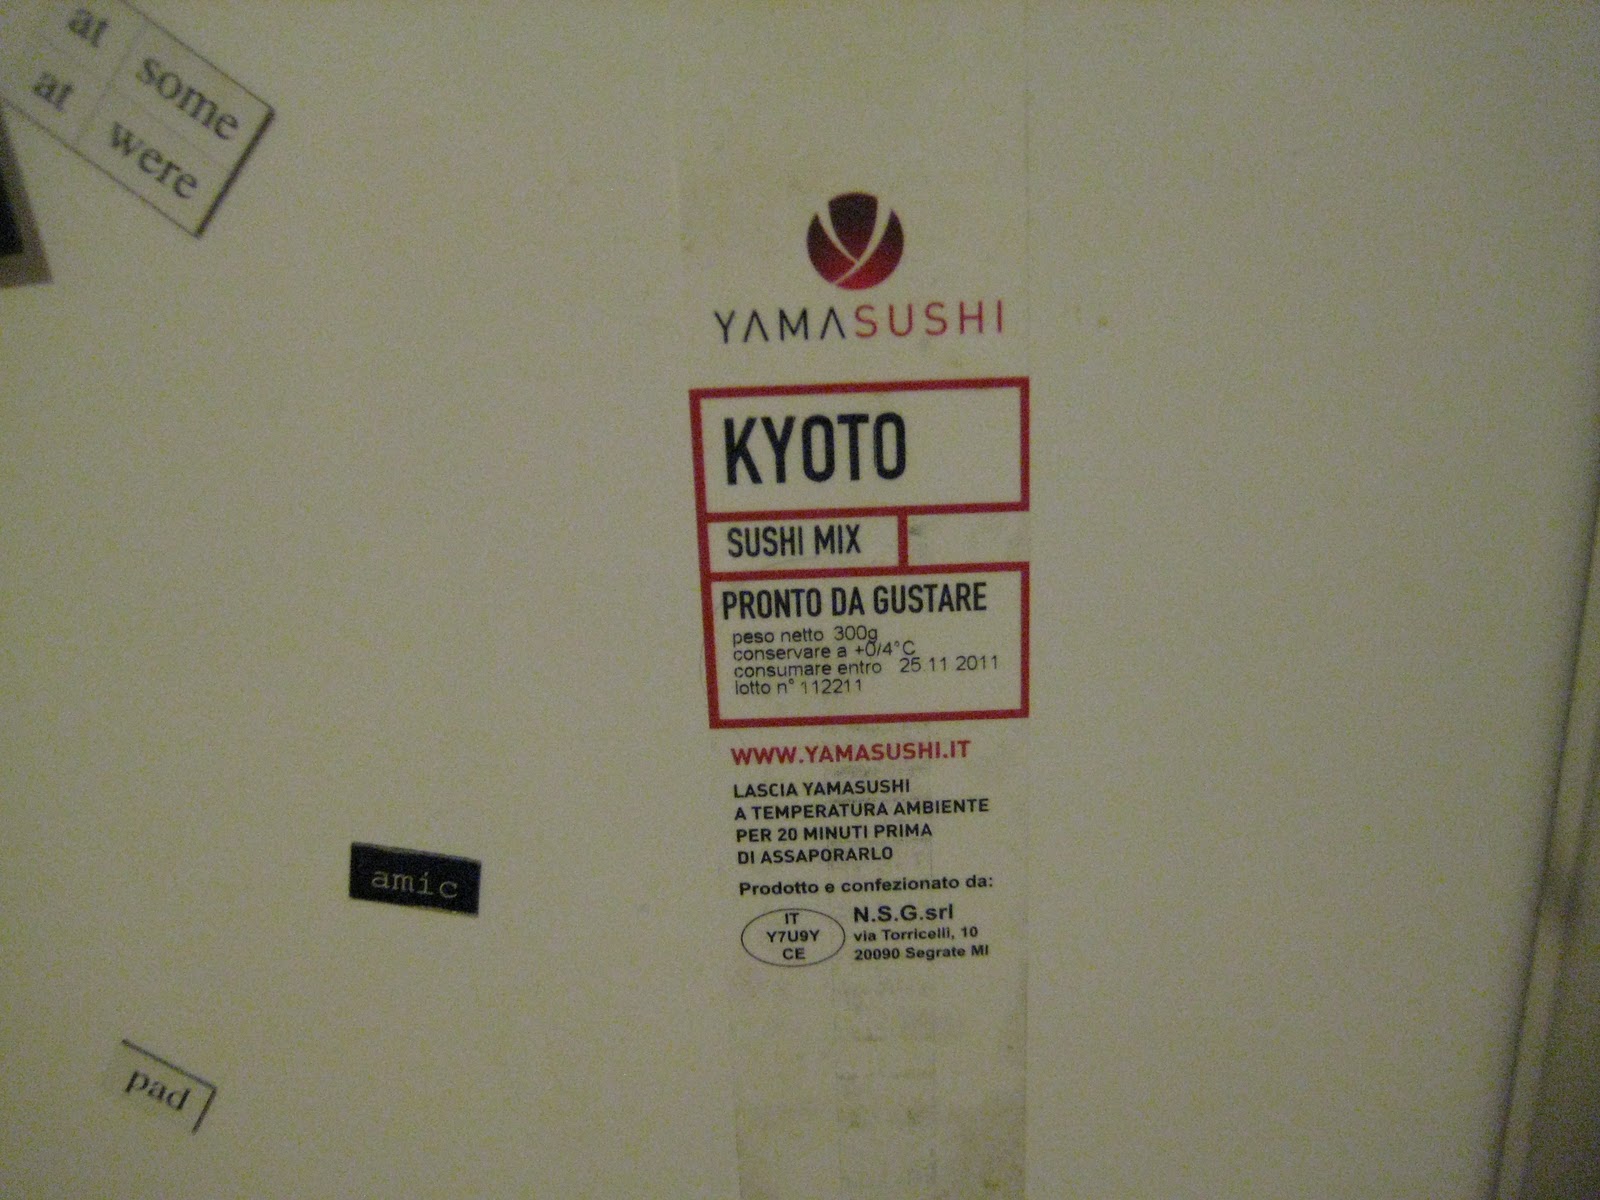 at some
at were
YAMASUSHI
KYOTO
SUSHI MIX
PRONTO DA GUSTARE
peso netto 300g
conservare a +0/4°C
consumare entro 25 11 2011
lotto n° 112211
WWW.YAMASUSHI.IT
LASCIA YAMASUSHI
A TEMPERATURA AMBIENTE
PER 20 MINUTI PRIMA
DI ASSAPORARLO
Prodotto e confezionato da:
IT
Y7U9Y
CE
N.S.G.srl
via Torricelli, 10
20090 Segrate MI
amic
pad